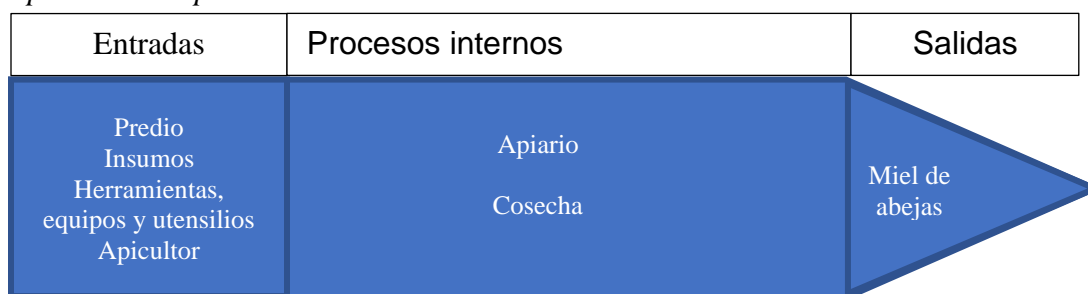 Entradas
Procesos internos
Salidas
Predio
Insumos
Herramientas,
equipos y utensilios
Apicultor
Apiario
Cosecha
Miel de
abejas